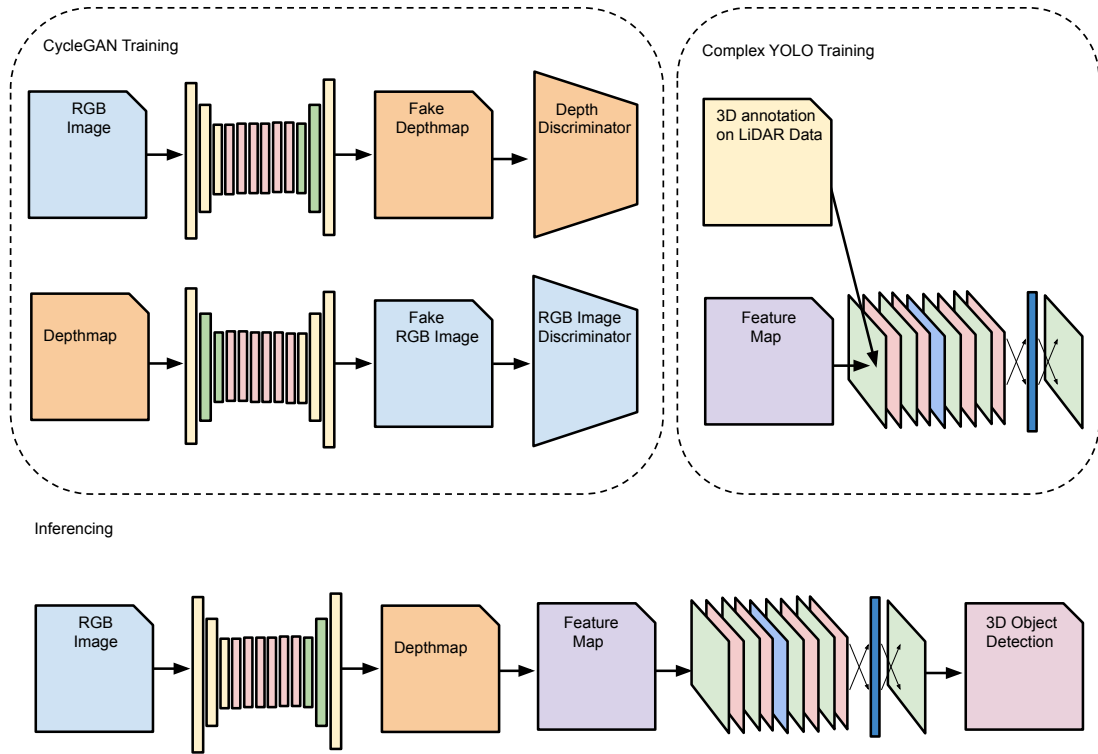 CycleGAN Training
RGB
Image
Fake
Depthmap
Depth
Discriminator
Depthmap
Fake
RGB Image
RGB Image
Discriminator
Complex YOLO Training
3D annotation
on LiDAR Data
Feature
Map
Inferencing
RGB
Image
Depthmap
Feature
Map
3D Object
Detection